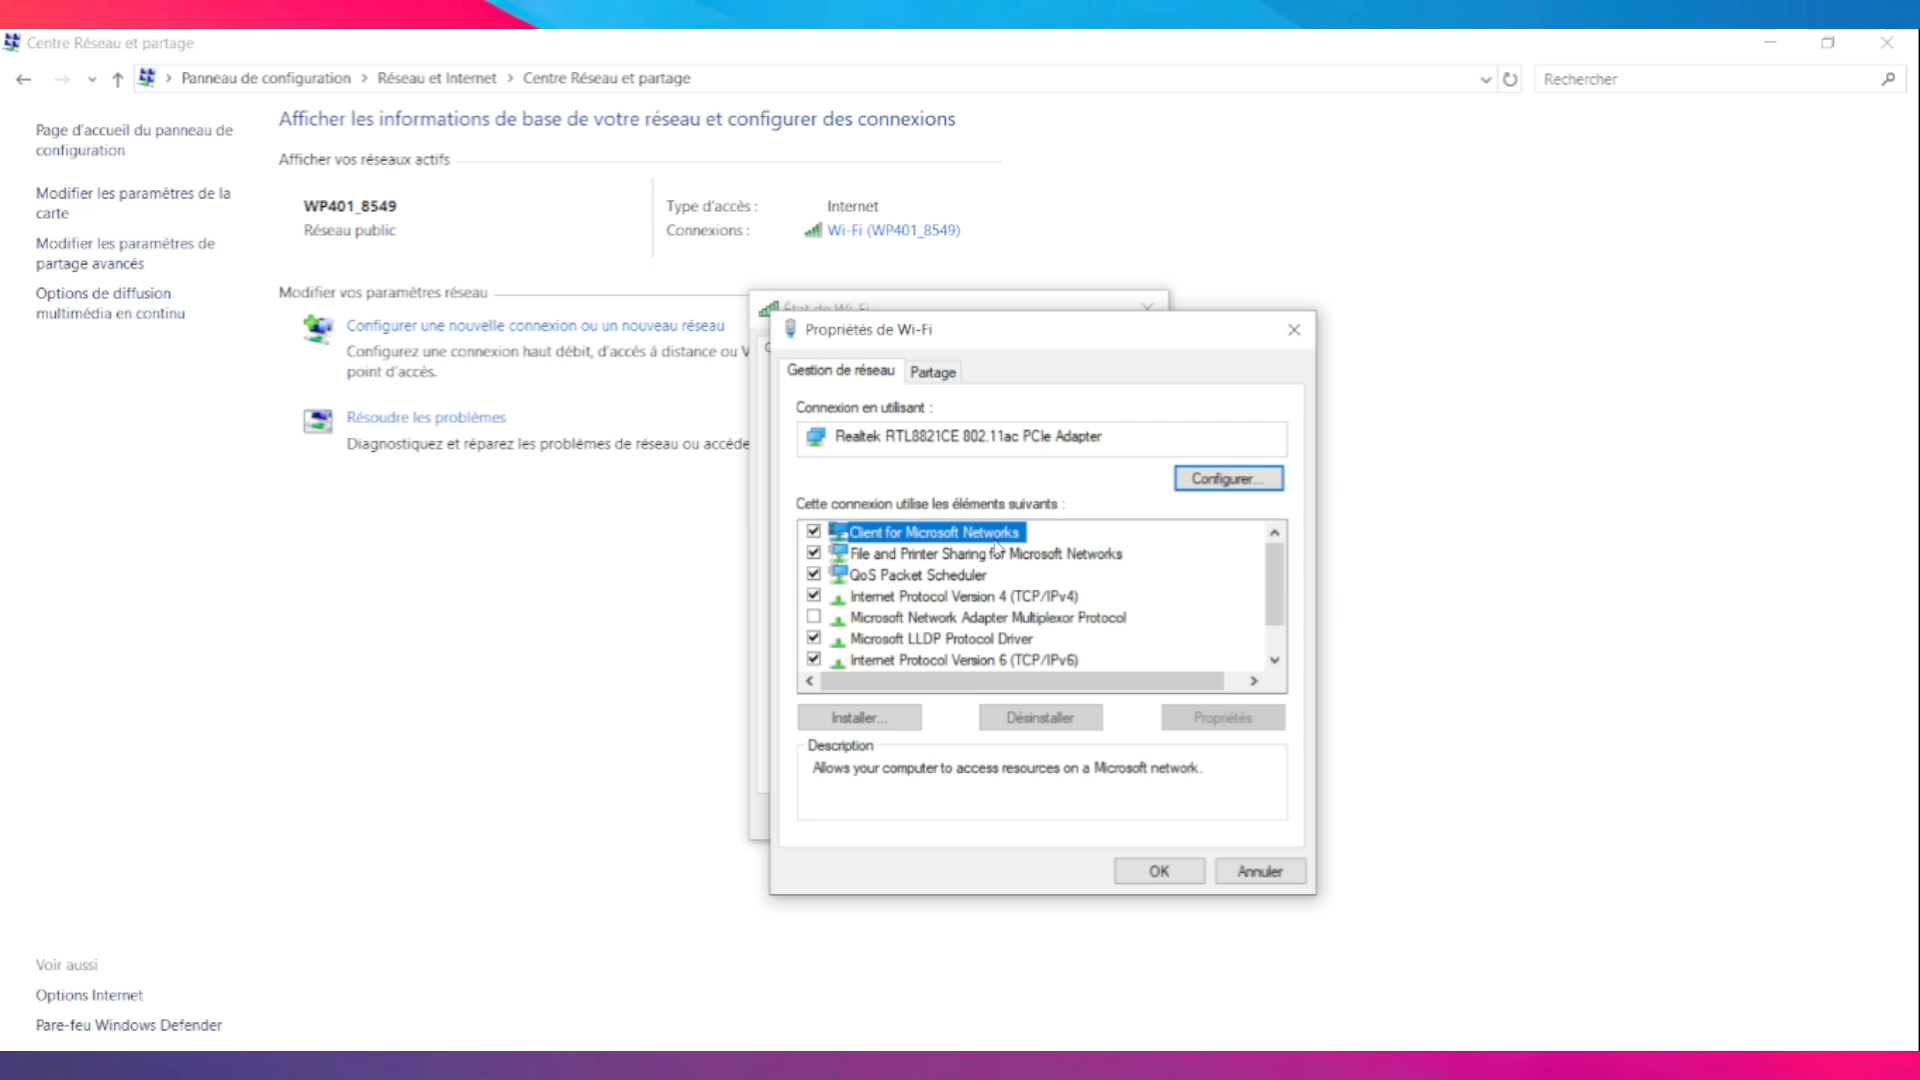 Centre Réseau et partage
Panneau de configuration > Réseau et Internet > Centre Réseau et partage
Rechercher
Page d'accueil du panneau de
configuration
Modifier les paramètres de la
carte
Modifier les paramètres de
partage avancés
Options de diffusion
multimédia en continu
Afficher les informations de base de votre réseau et configurer des connexions
Afficher vos réseaux actifs
WP401_8549
Réseau public
Type d'accès : Internet
Connexions : Wi-Fi (WP401_8549)
Modifier vos paramètres réseau
Configurer une nouvelle connexion ou un nouveau réseau
Configurez une connexion haut débit, d'accès à distance ou V
point d'accès.
Résoudre les problèmes
Diagnostiquez et réparez les problèmes de réseau ou accéde
État de Wi-Fi
Propriétés de Wi-Fi
Gestion de réseau
Partage
Connexion en utilisant :
Realtek RTL8821CE 802.11ac PCIe Adapter
Configurer...
Cette connexion utilise les éléments suivants :
Client for Microsoft Networks
File and Printer Sharing for Microsoft Networks
QoS Packet Scheduler
Internet Protocol Version 4 (TCP/IPv4)
Microsoft Network Adapter Multiplexor Protocol
Microsoft LLDP Protocol Driver
Internet Protocol Version 6 (TCP/IPv6)
Installer...
Désinstaller
Propriétés
Description
Allows your computer to access resources on a Microsoft network.
OK
Annuler
Voir aussi
Options Internet
Pare-feu Windows Defender